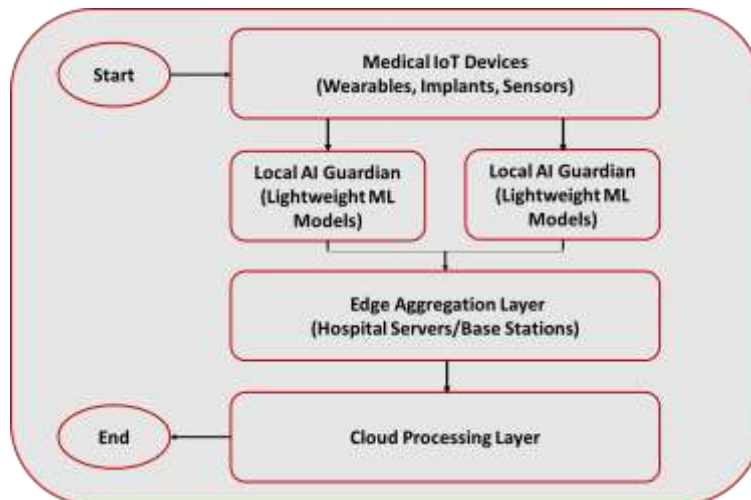 Start
Medical IoT Devices
(Wearables, Implants, Sensors)
Local AI Guardian
(Lightweight ML
Models)
Local AI Guardian
(Lightweight ML
Models)
Edge Aggregation Layer
(Hospital Servers/Base Stations)
End
Cloud Processing Layer